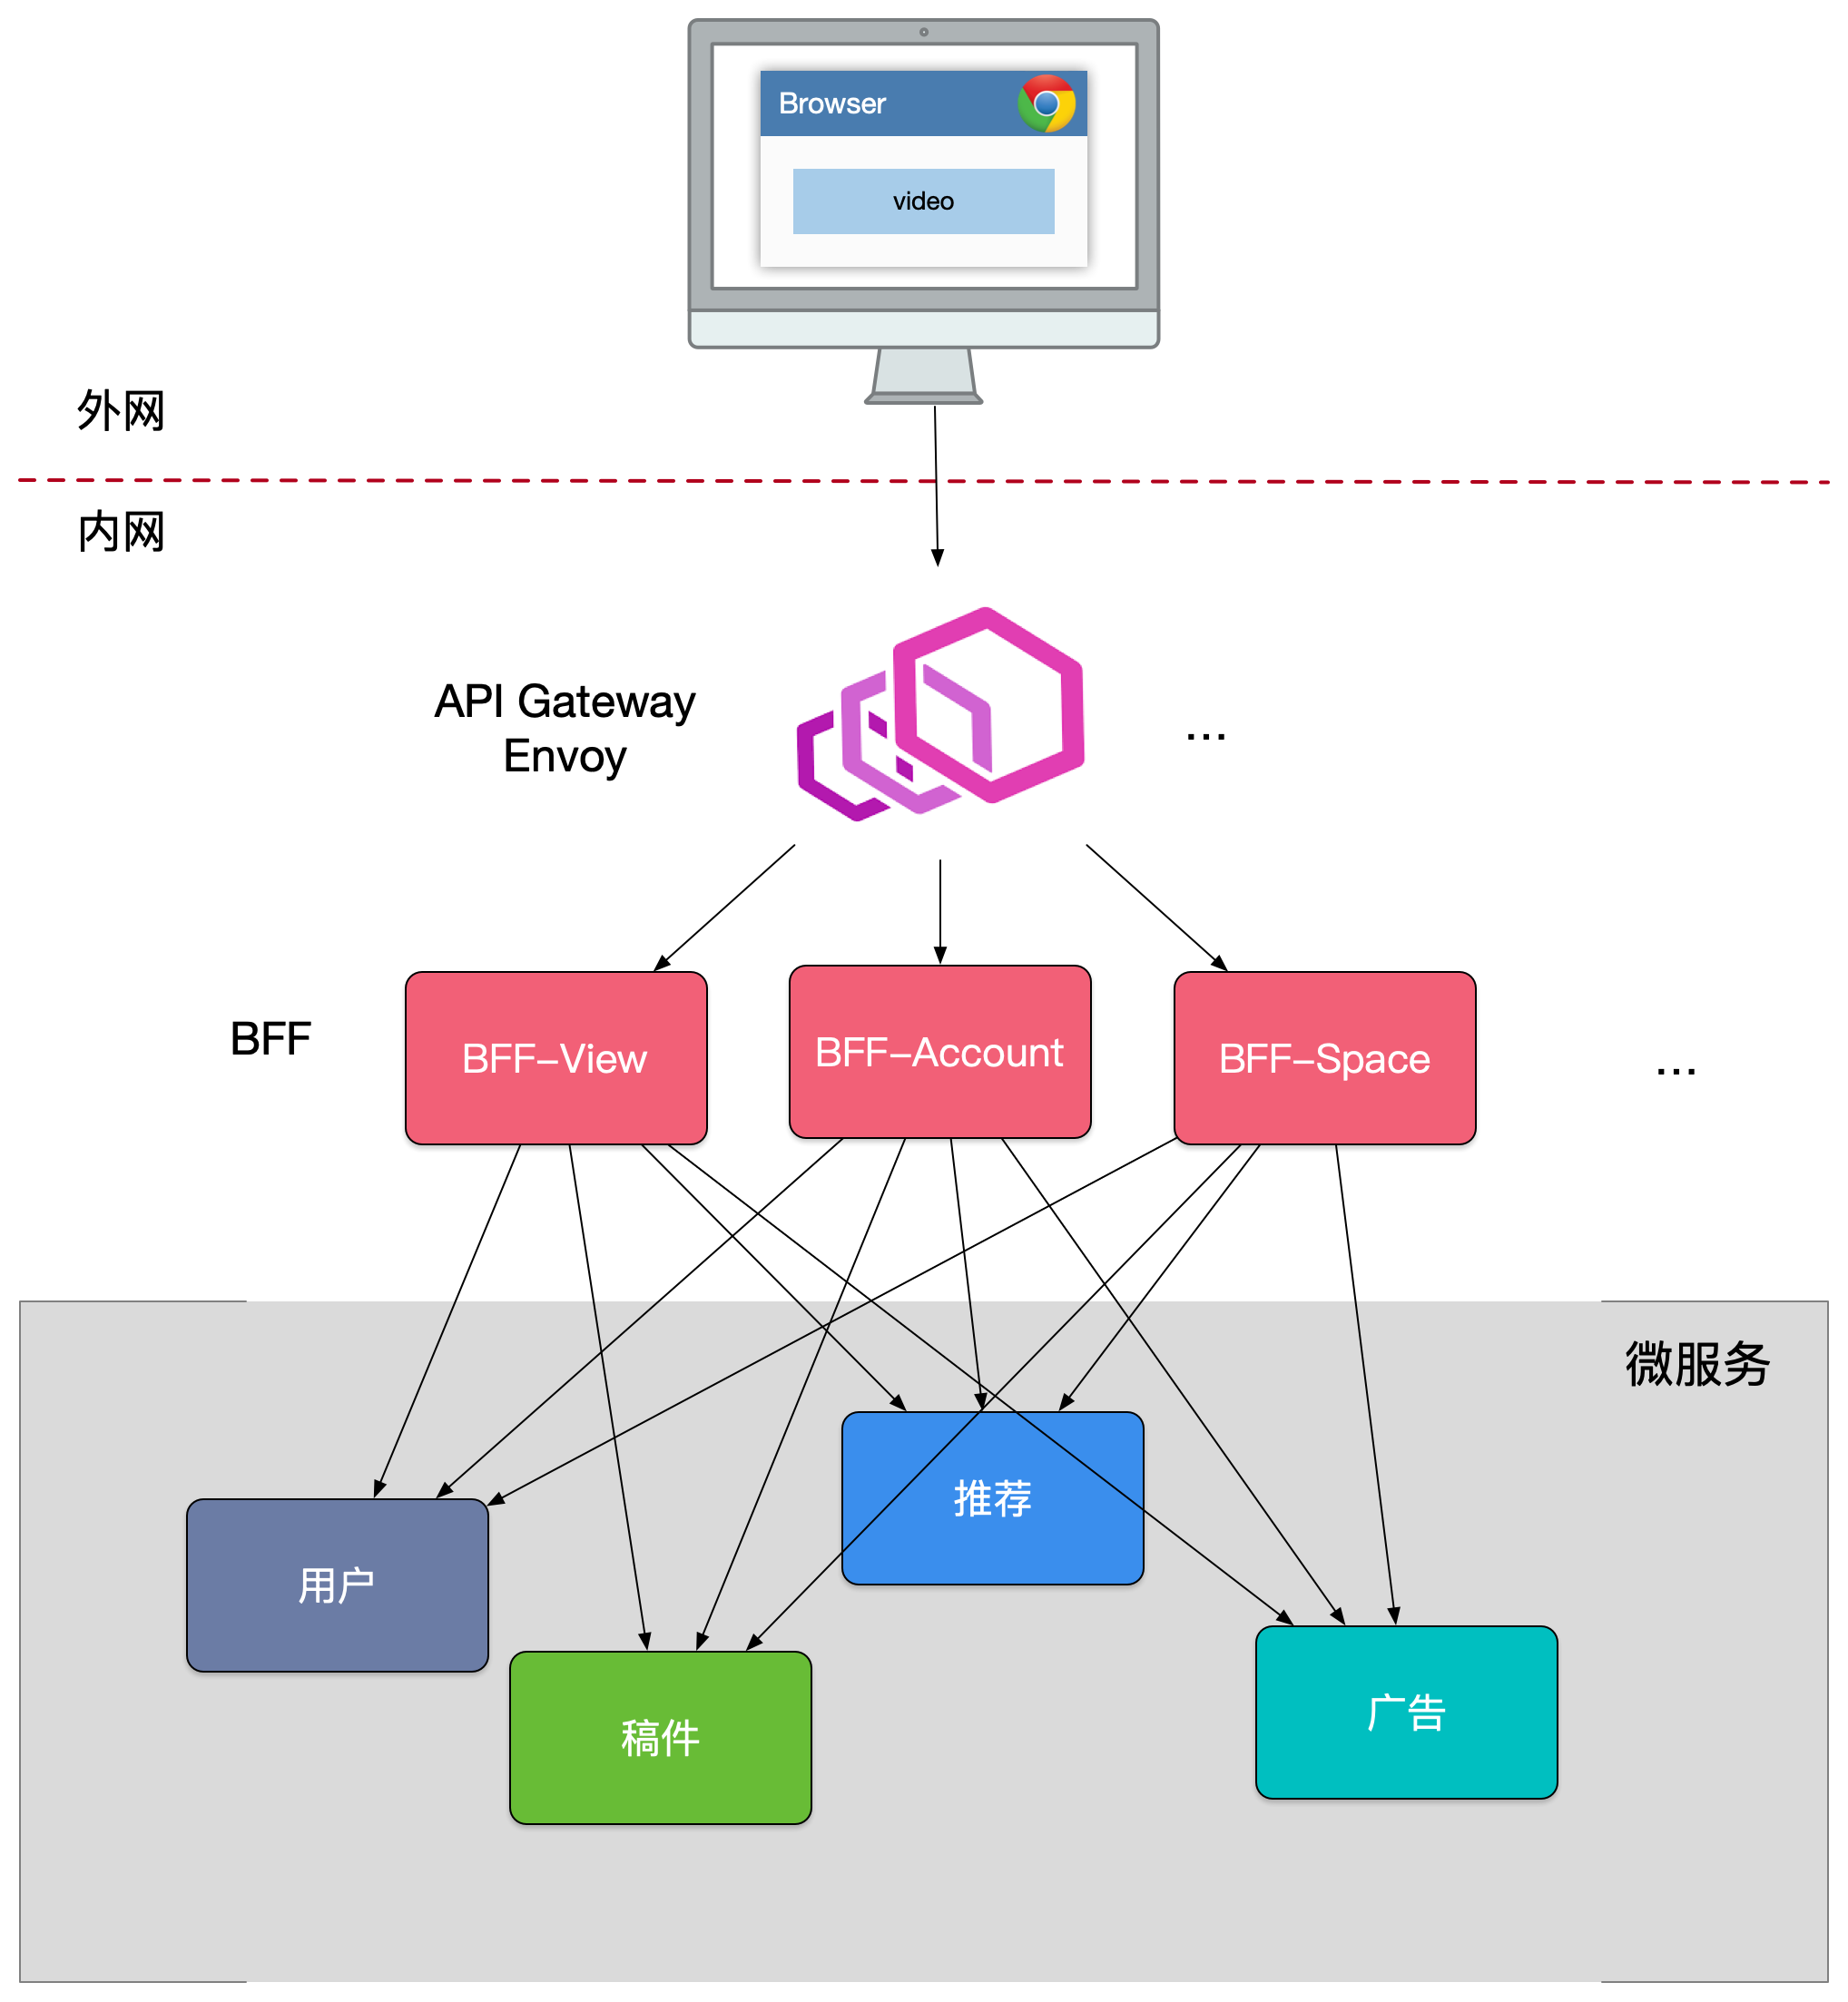 Browser
video
外网
内网
API Gateway
Envoy
...
BFF
BFF-View
BFF-Account
BFF-Space
...
微服务
推荐
用户
稿件
广告